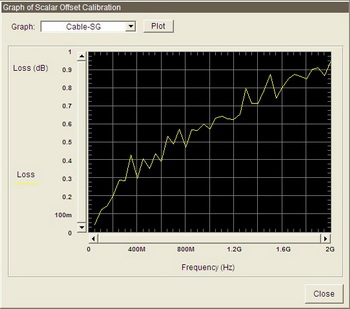 Graph of Scalar Offset Calibration
Graph: Cable-SG Plot
Loss (dB)
1
0.9
0.8
0.7
0.6
0.5
0.4
Loss
0.3
0.2
100m
0
0 400M 800M 1.2G 1.6G 2G
Frequency (Hz)
Close